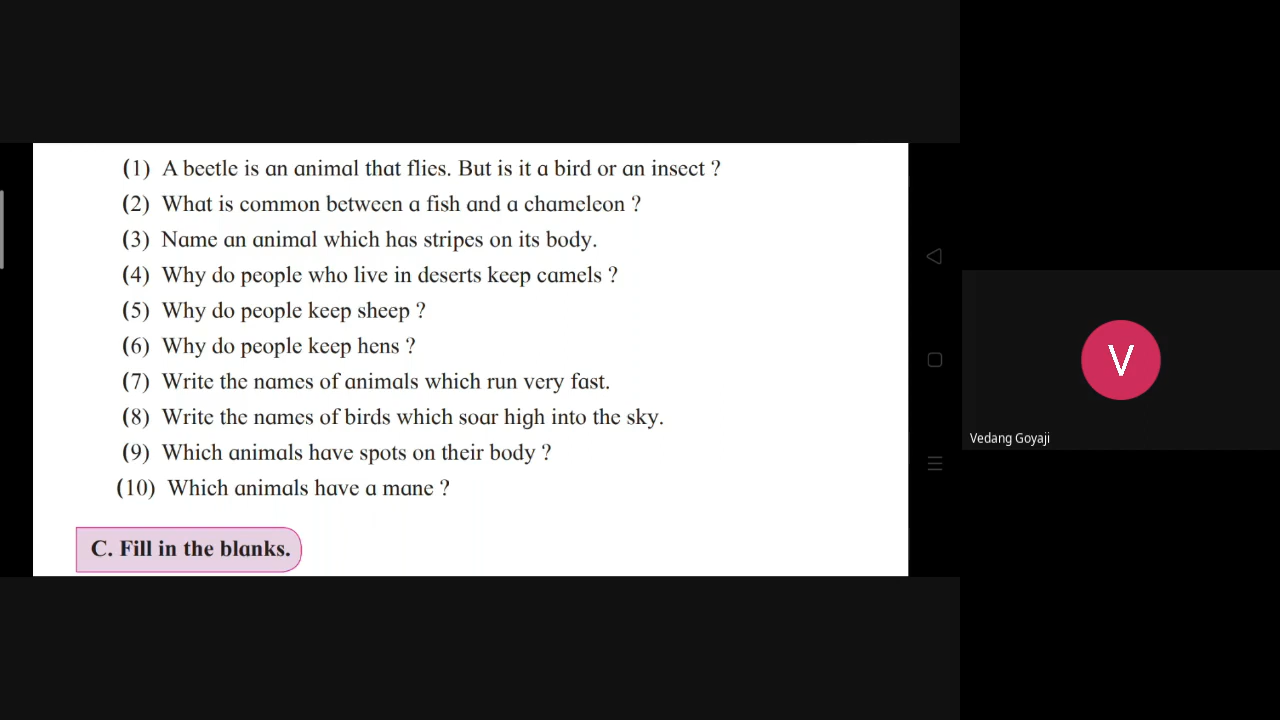 (1) A beetle is an animal that flies. But is it a bird or an insect ?
(2) What is common between a fish and a chameleon ?
(3) Name an animal which has stripes on its body.
(4) Why do people who live in deserts keep camels ?
(5) Why do people keep sheep ?
(6) Why do people keep hens ?
(7) Write the names of animals which run very fast.
(8) Write the names of birds which soar high into the sky.
(9) Which animals have spots on their body ?
(10) Which animals have a mane ?
C. Fill in the blanks.
V
Vedang Goyaji